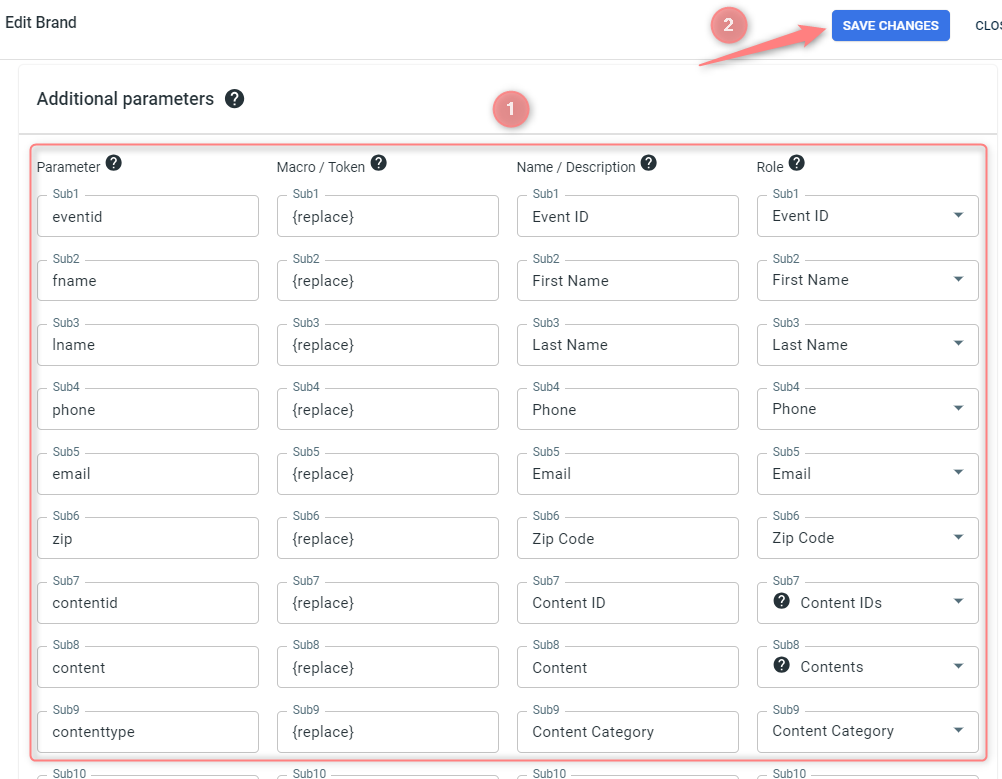 Edit Brand
2
SAVE CHANGES
CLOS
Additional parameters ?
1
Parameter ? Macro / Token ? Name / Description ? Role ?
Sub1 Sub1 Sub1 Sub1
eventid {replace} Event ID Event ID
Sub2 Sub2 Sub2 Sub2
fname {replace} First Name First Name
Sub3 Sub3 Sub3 Sub3
lname {replace} Last Name Last Name
Sub4 Sub4 Sub4 Sub4
phone {replace} Phone Phone
Sub5 Sub5 Sub5 Sub5
email {replace} Email Email
Sub6 Sub6 Sub6 Sub6
zip {replace} Zip Code Zip Code
Sub7 Sub7 Sub7 Sub7
contentid {replace} Content ID ? Content IDs
Sub8 Sub8 Sub8 Sub8
content {replace} Content ? Contents
Sub9 Sub9 Sub9 Sub9
contenttype {replace} Content Category Content Category
Sub10 Sub10 Sub10 Sub10